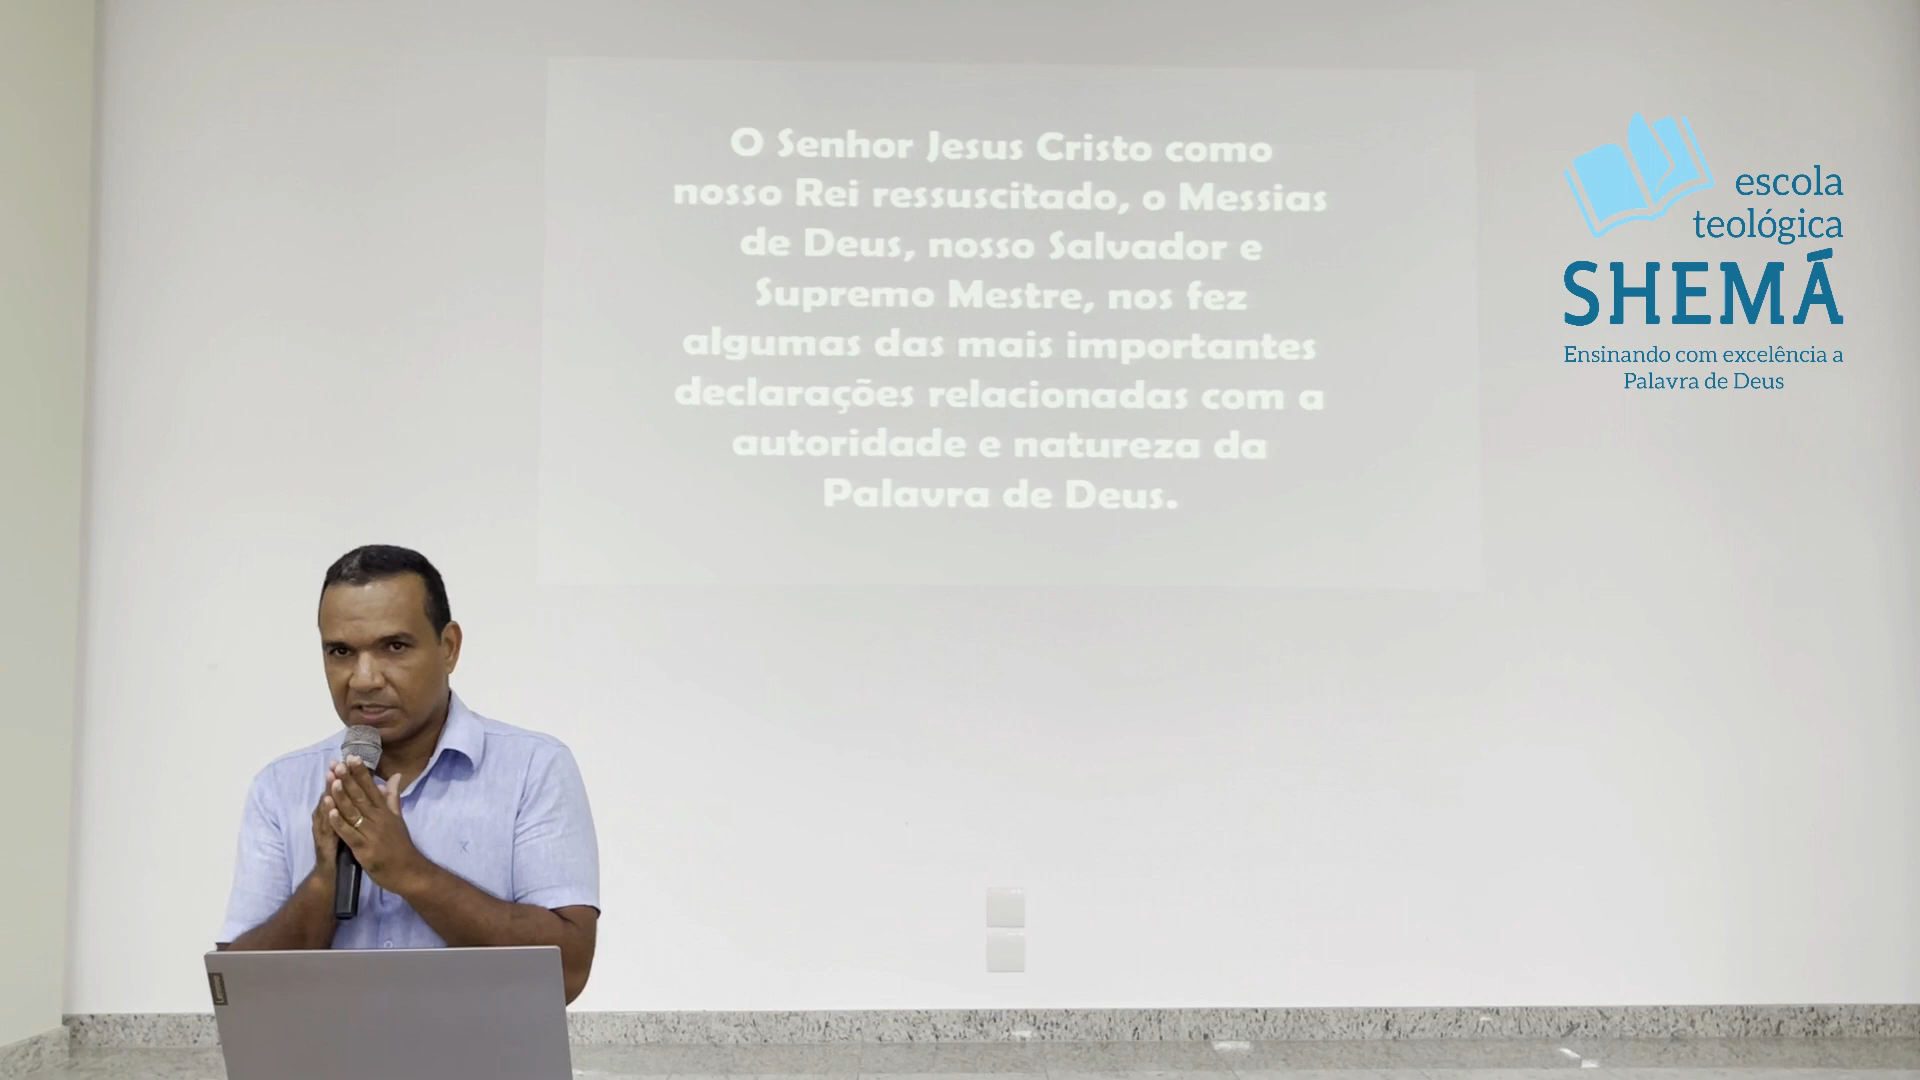 O Senhor Jesus Cristo como
nosso Rei ressuscitado, o Messias
de Deus, nosso Salvador e
Supremo Mestre, nos fez
algumas das mais importantes
declarações relacionadas com a
autoridade e natureza da
Palavra de Deus.
escola
teológica
SHEMÁ
Ensinando com excelência a
Palavra de Deus
Lenovo